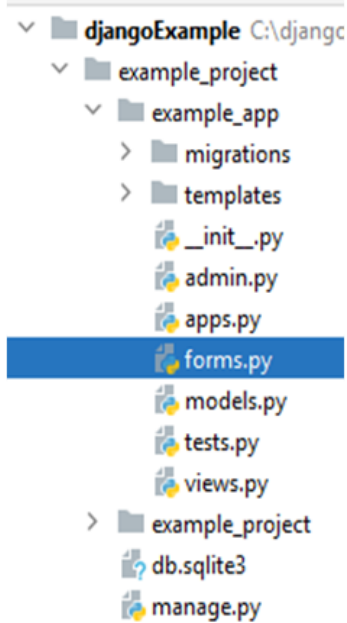 djangoExample C:\django
example_project
example_app
migrations
templates
__init__.py
admin.py
apps.py
forms.py
models.py
tests.py
views.py
example_project
db.sqlite3
manage.py